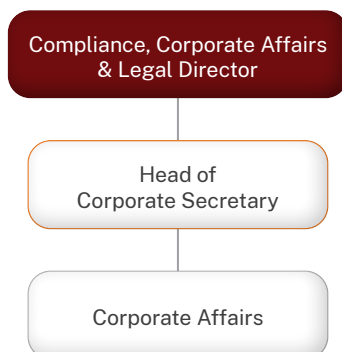 Compliance, Corporate Affairs
& Legal Director
Head of
Corporate Secretary
Corporate Affairs